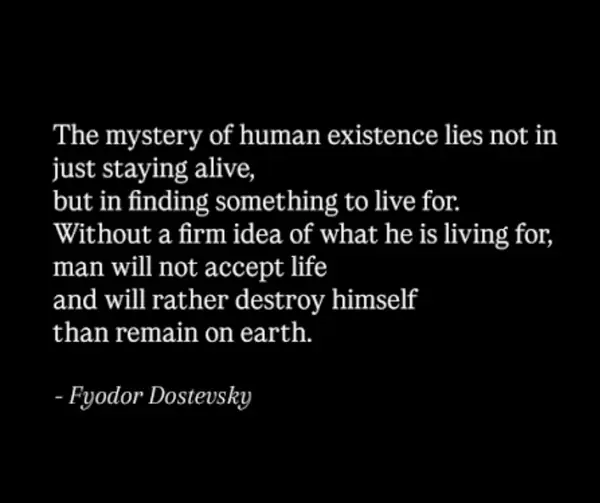 The mystery of human existence lies not in
just staying alive,
but in finding something to live for.
Without a firm idea of what he is living for,
man will not accept life
and will rather destroy himself
than remain on earth.
- Fyodor Dostevsky